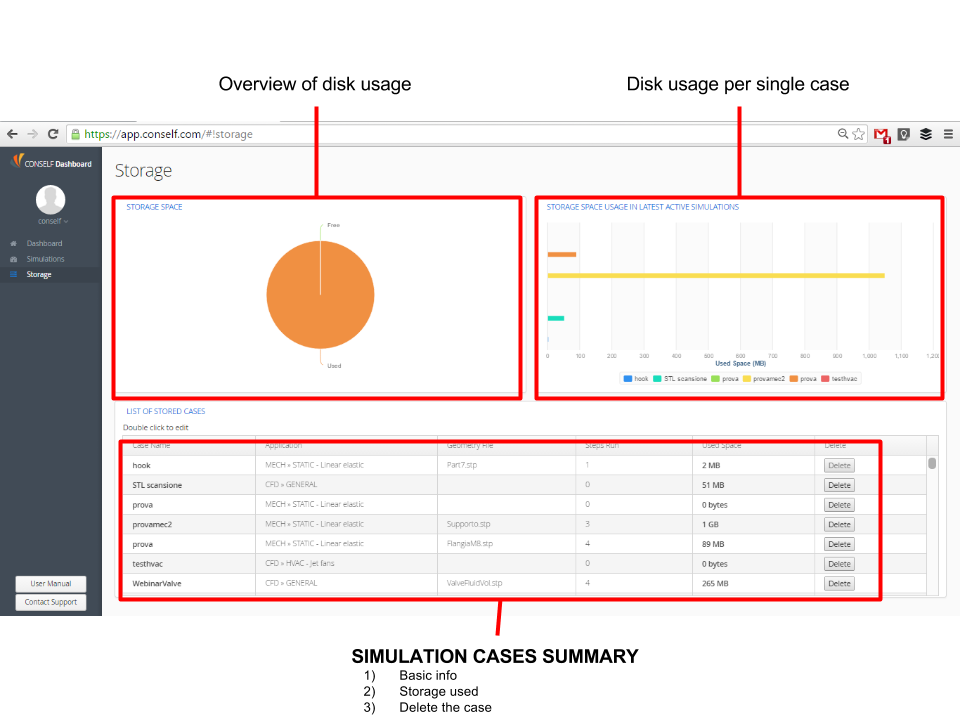 Overview of disk usage
Disk usage per single case
https://app.conself.com/#!storage
1
CONSELF Dashboard
Storage
conself
Dashboard
Simulations
Storage
STORAGE SPACE
Free
Used
STORAGE SPACE USAGE IN LATEST ACTIVE SIMULATIONS
0 100 200 300 400 500 600 700 800 900 1,000 1,100 1,20
Used Space (MB)
hook STL scansione prova provamec2 prova testhvac
LIST OF STORED CASES
Double click to edit
Case Name Application Geometry File Steps Run Used Space Delete
hook MECH » STATIC - Linear elastic Part7.stp 1 2 MB Delete
STL scansione CFD » GENERAL 0 51 MB Delete
prova MECH » STATIC - Linear elastic 0 0 bytes Delete
provamec2 MECH » STATIC - Linear elastic Supporto.stp 3 1 GB Delete
prova MECH » STATIC - Linear elastic FlangiaM8.stp 4 89 MB Delete
testhvac CFD » HVAC - Jet fans 0 0 bytes Delete
WebinarValve CFD » GENERAL ValveFluidVol.stp 4 265 MB Delete
User Manual
Contact Support
SIMULATION CASES SUMMARY
1) Basic info
2) Storage used
3) Delete the case